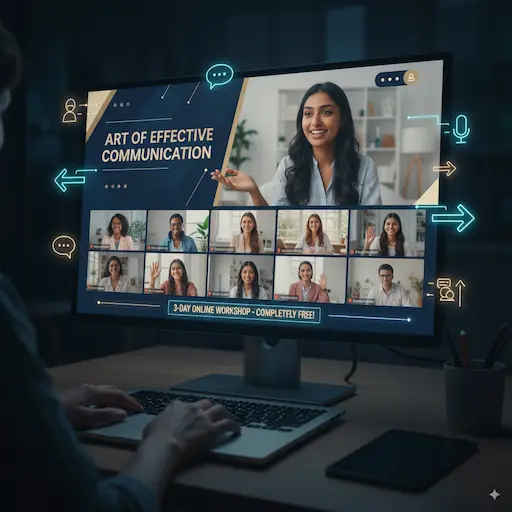 ART OF EFFECTIVE
COMMUNICATION
3-DAY ONLINE WORKSHOP - COMPLETELY FREE!